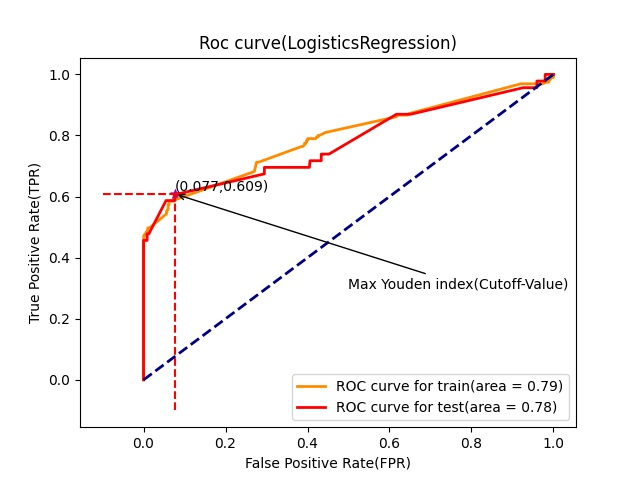 Roc curve(LogisticsRegression)
True Positive Rate(TPR)
1.0
0.8
0.6
0.4
0.2
0.0
(0.077,0.609)
Max Youden index(Cutoff-Value)
ROC curve for train(area = 0.79)
ROC curve for test(area = 0.78)
0.0 0.2 0.4 0.6 0.8 1.0
False Positive Rate(FPR)